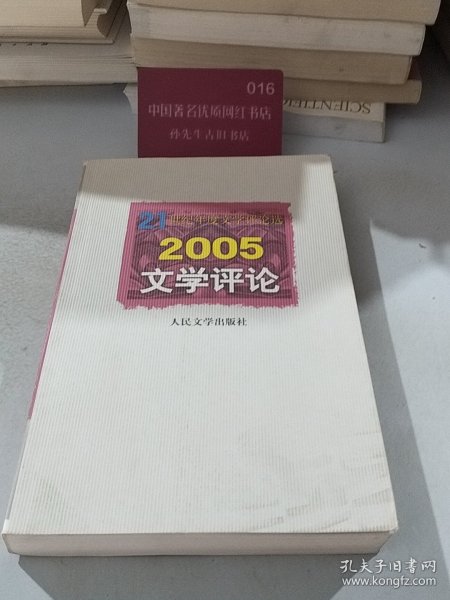 016
中国著名优质网红书店
孙先生古旧书店
SCIENTIFI
21世纪年度文学评论选
2005
文学评论
人民文学出版社
孔夫子旧书网
www.kongfz.com